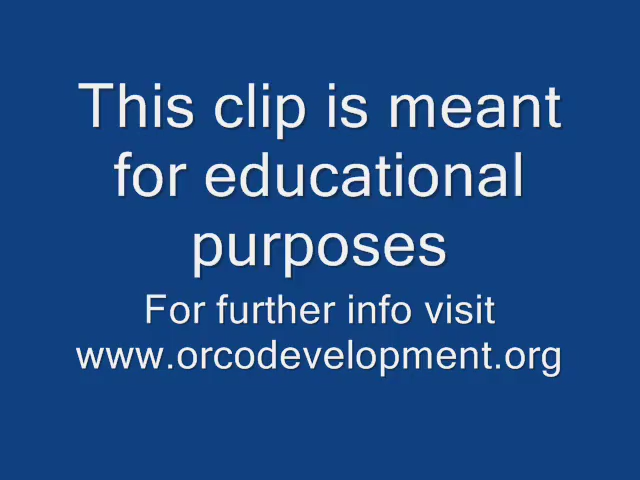 This clip is meant
for educational
purposes
For further info visit
www.orcodevelopment.org